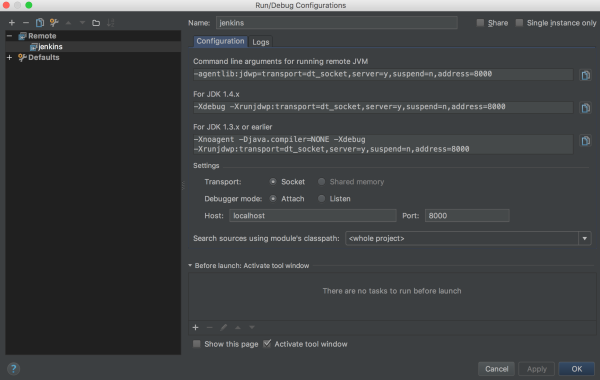 Run/Debug Configurations
Remote
jenkins
Defaults
Name: jenkins
Share
Single instance only
Configuration Logs
Command line arguments for running remote JVM
-agentlib:jdwp=transport=dt_socket,server=y,suspend=n,address=8000
For JDK 1.4.x
-Xdebug -Xrunjdwp:transport=dt_socket,server=y,suspend=n,address=8000
For JDK 1.3.x or earlier
-Xnoagent -Djava.compiler=NONE -Xdebug
-Xrunjdwp:transport=dt_socket,server=y,suspend=n,address=8000
Settings
Transport: Socket Shared memory
Debugger mode: Attach Listen
Host: localhost Port: 8000
Search sources using module's classpath: <whole project>
Before launch: Activate tool window
There are no tasks to run before launch
Show this page Activate tool window
? Cancel Apply OK